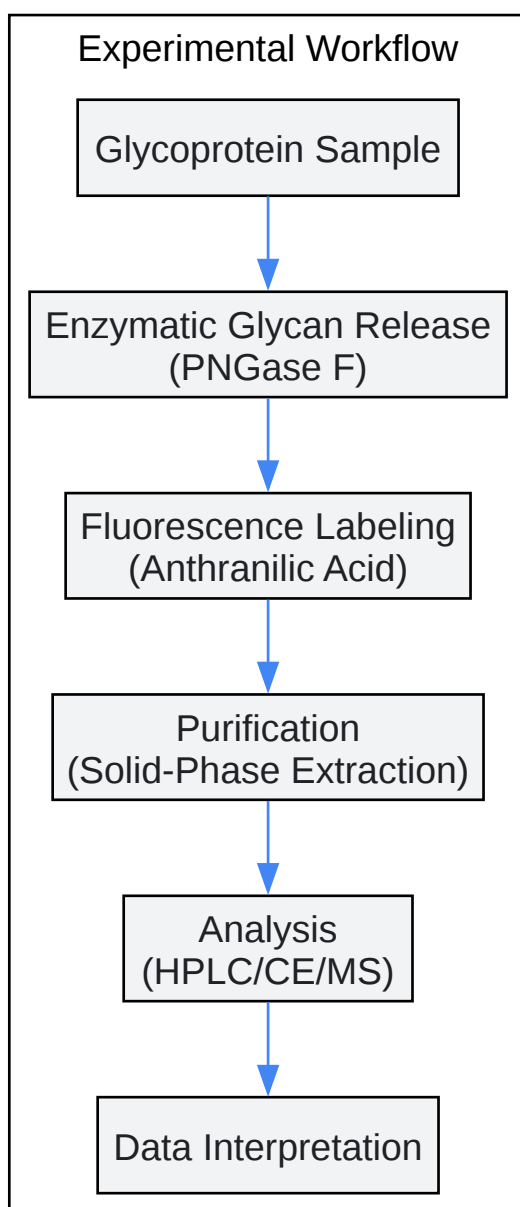 Experimental Workflow
Glycoprotein Sample
Enzymatic Glycan Release
(PNGase F)
Fluorescence Labeling
(Anthranilic Acid)
Purification
(Solid-Phase Extraction)
Analysis
(HPLC/CE/MS)
Data Interpretation